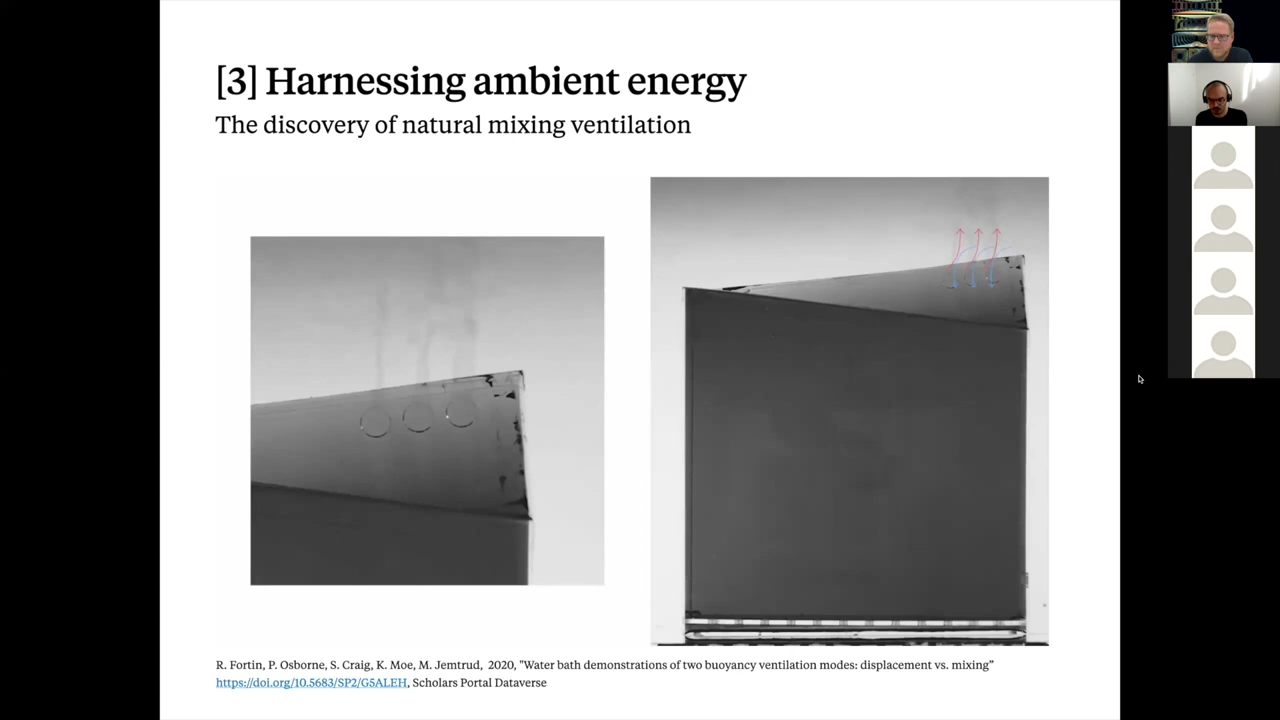 [3] Harnessing ambient energy
The discovery of natural mixing ventilation
R. Fortin, P. Osborne, S. Craig, K. Moe, M. Jemtrud, 2020, "Water bath demonstrations of two buoyancy ventilation modes: displacement vs. mixing"
https://doi.org/10.5683/SP2/G5ALEH, Scholars Portal Dataverse